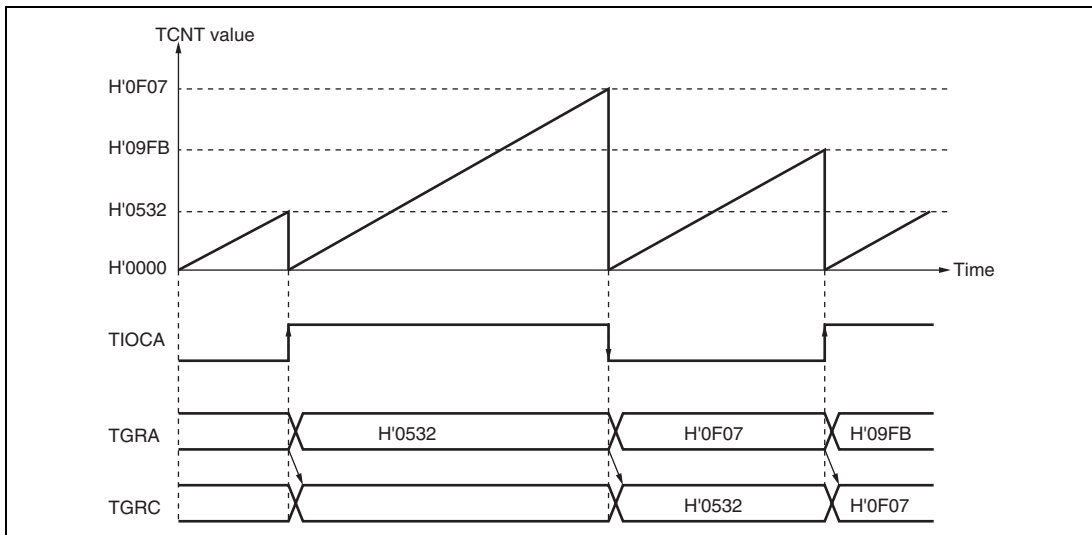 TCNT value
H'0F07
H'09FB
H'0532
H'0000
Time
TIOCA
TGRA
H'0532
H'0F07
H'09FB
TGRC
H'0532
H'0F07